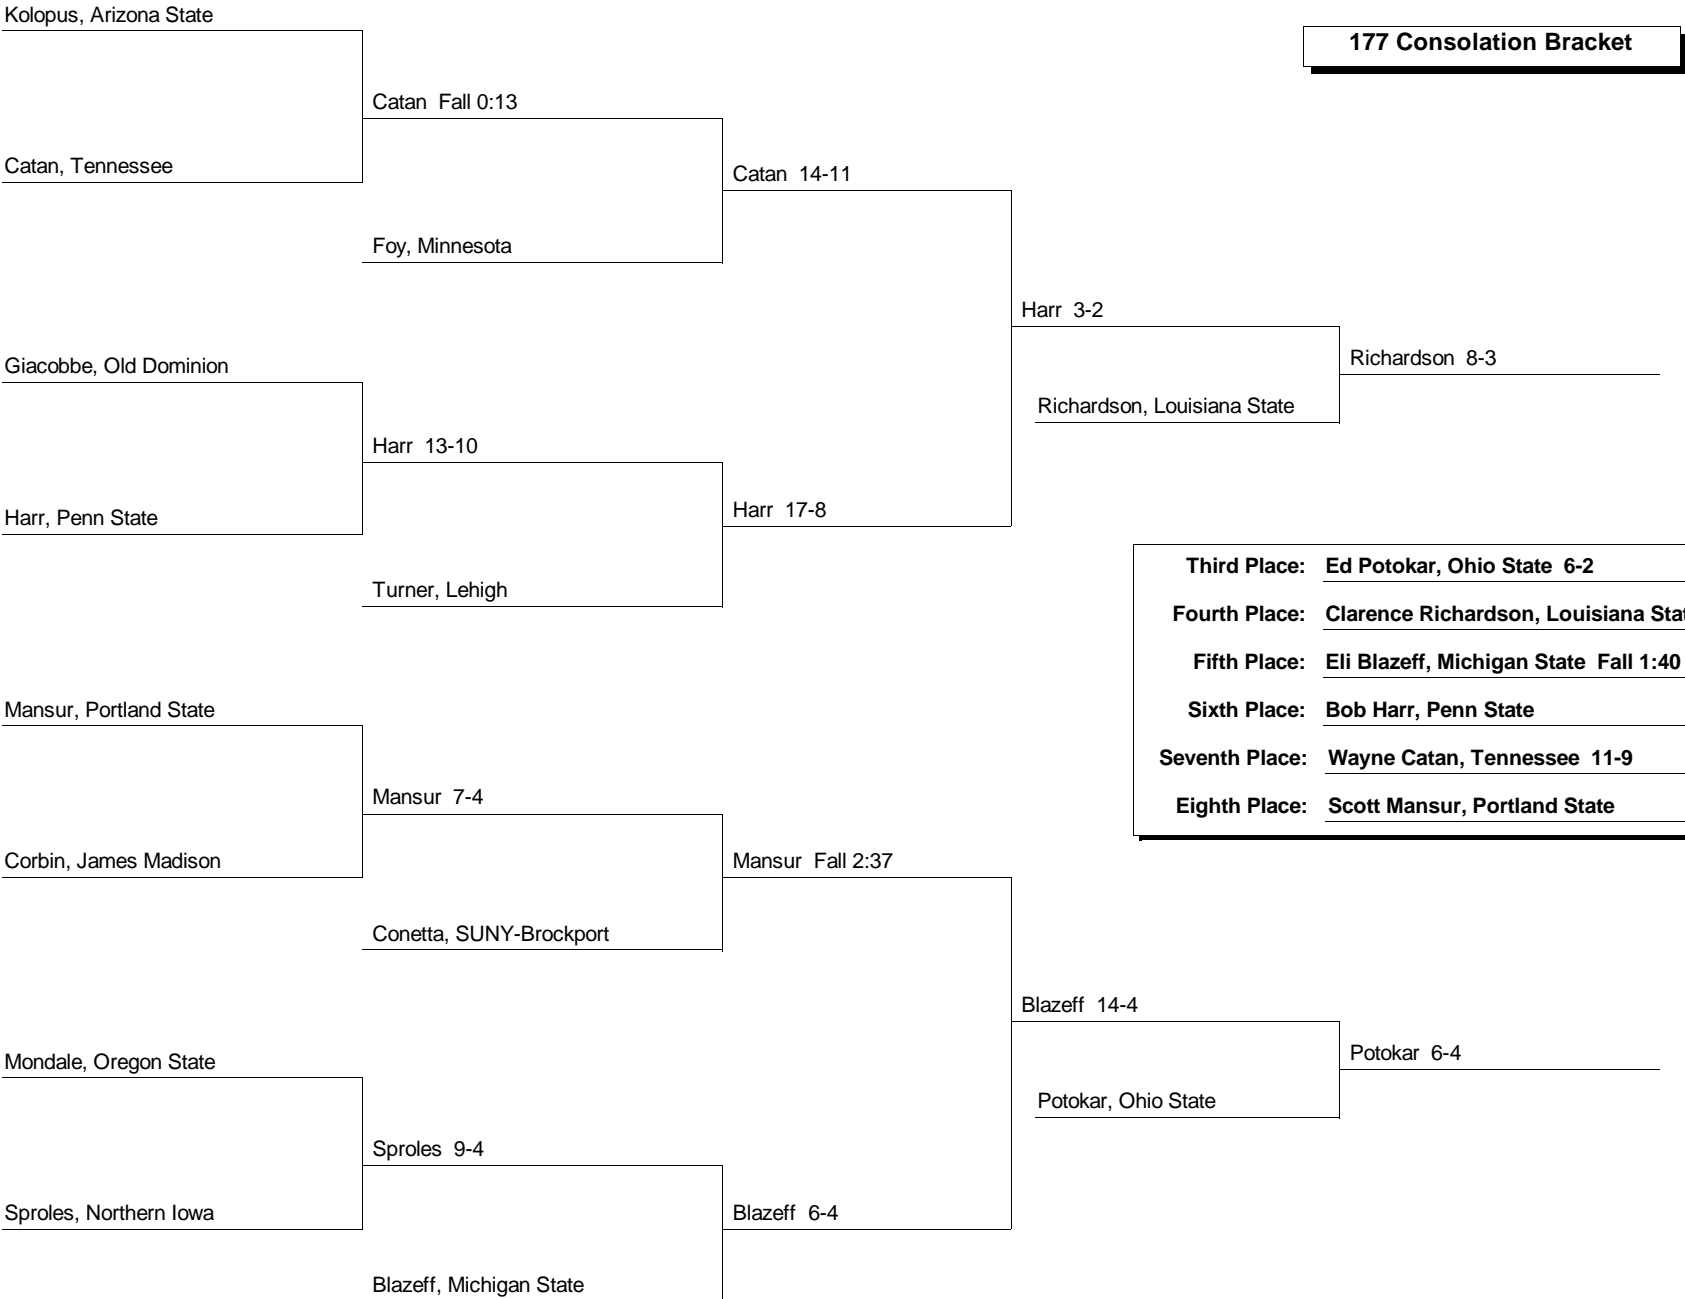 Kolopus, Arizona State
177 Consolation Bracket
Catan Fall 0:13
Catan, Tennessee
Catan 14-11
Foy, Minnesota
Harr 3-2
Giacobbe, Old Dominion
Richardson 8-3
Richardson, Louisiana State
Harr 13-10
Harr, Penn State
Harr 17-8
Turner, Lehigh
Third Place: Ed Potokar, Ohio State 6-2
Fourth Place: Clarence Richardson, Louisiana Stat
Fifth Place: Eli Blazeff, Michigan State Fall 1:40
Sixth Place: Bob Harr, Penn State
Seventh Place: Wayne Catan, Tennessee 11-9
Eighth Place: Scott Mansur, Portland State
Mansur, Portland State
Mansur 7-4
Corbin, James Madison
Mansur Fall 2:37
Conetta, SUNY-Brockport
Blazeff 14-4
Mondale, Oregon State
Potokar 6-4
Potokar, Ohio State
Sproles 9-4
Sproles, Northern Iowa
Blazeff 6-4
Blazeff, Michigan State